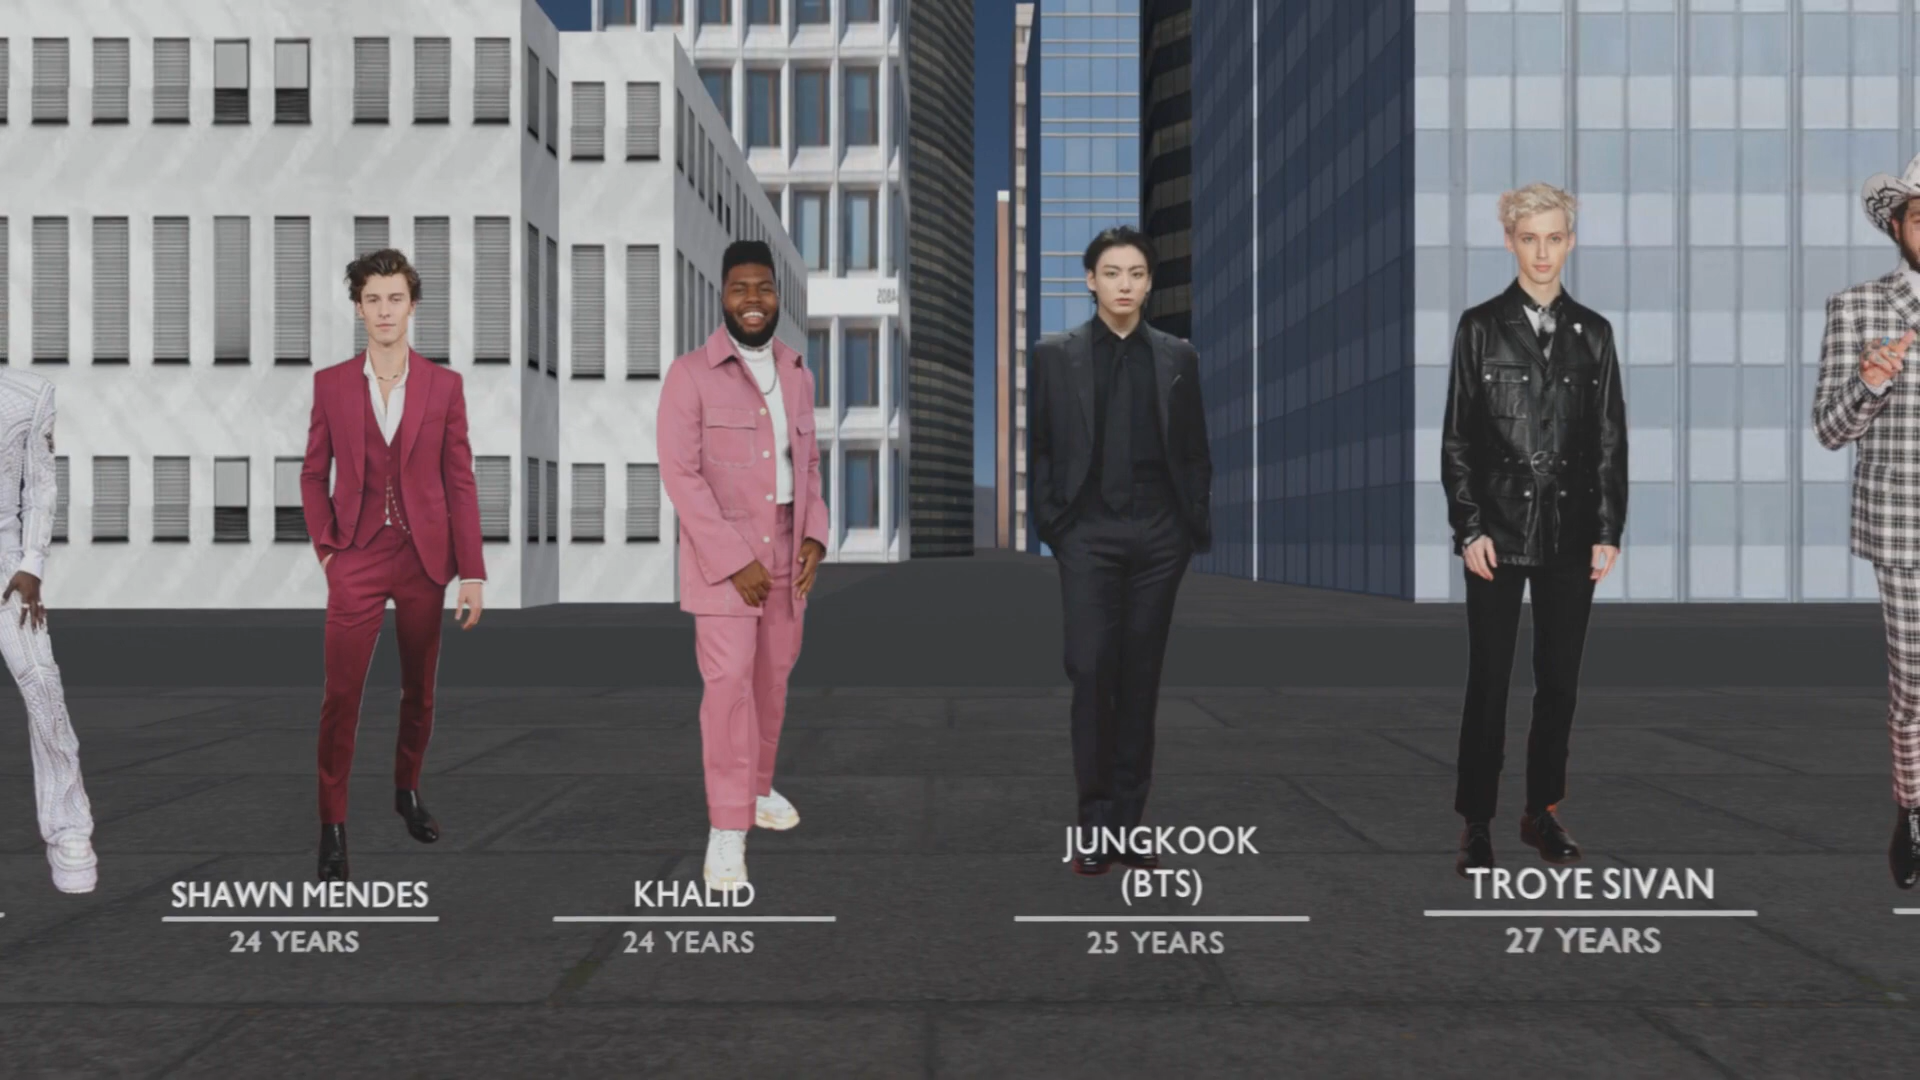 SHAWN MENDES
24 YEARS
KHALID
24 YEARS
JUNGKOOK
(BTS)
25 YEARS
TROYE SIVAN
27 YEARS